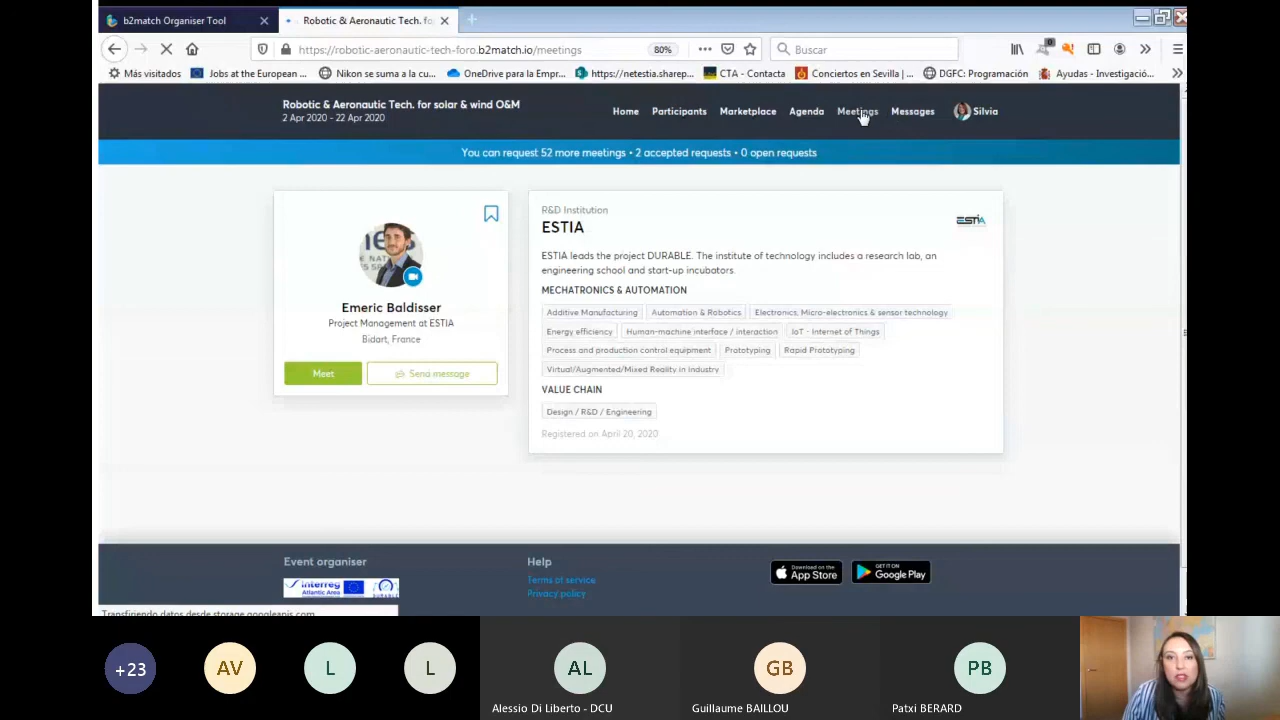 b2match Organiser Tool
Robotic & Aeronautic Tech. fo
https://robotic-aeronautic-tech-foro.b2match.io/meetings
80%
Buscar
Más visitados
Jobs at the European ...
Nikon se suma a la cu...
OneDrive para la Empr...
https://netestia.sharep...
CTA - Contacta
Conciertos en Sevilla | ...
DGFC: Programación
Ayudas - Investigació...
Robotic & Aeronautic Tech. for solar & wind O&M
2 Apr 2020 - 22 Apr 2020
Home
Participants
Marketplace
Agenda
Meetings
Messages
Silvia
You can request 52 more meetings • 2 accepted requests • 0 open requests
Emeric Baldisser
Project Management at ESTIA
Bidart, France
Meet
Send message
R&D Institution
ESTIA
ESTIA
ESTIA leads the project DURABLE. The institute of technology includes a research lab, an
engineering school and start-up incubators.
MECHATRONICS & AUTOMATION
Additive Manufacturing
Automation & Robotics
Electronics, Micro-electronics & sensor technology
Energy efficiency
Human-machine interface / interaction
IoT - Internet of Things
Process and production control equipment
Prototyping
Rapid Prototyping
Virtual/Augmented/Mixed Reality in Industry
VALUE CHAIN
Design / R&D / Engineering
Registered on April 20, 2020
Event organiser
Interreg
Atlantic Area
Help
Terms of service
Privacy policy
Download on the
App Store
GET IT ON
Google Play
Transfiriendo datos desde storage.googleapis.com
+23
AV
L
L
AL
GB
PB
Alessio Di Liberto - DCU
Guillaume BAILLOU
Patxi BERARD